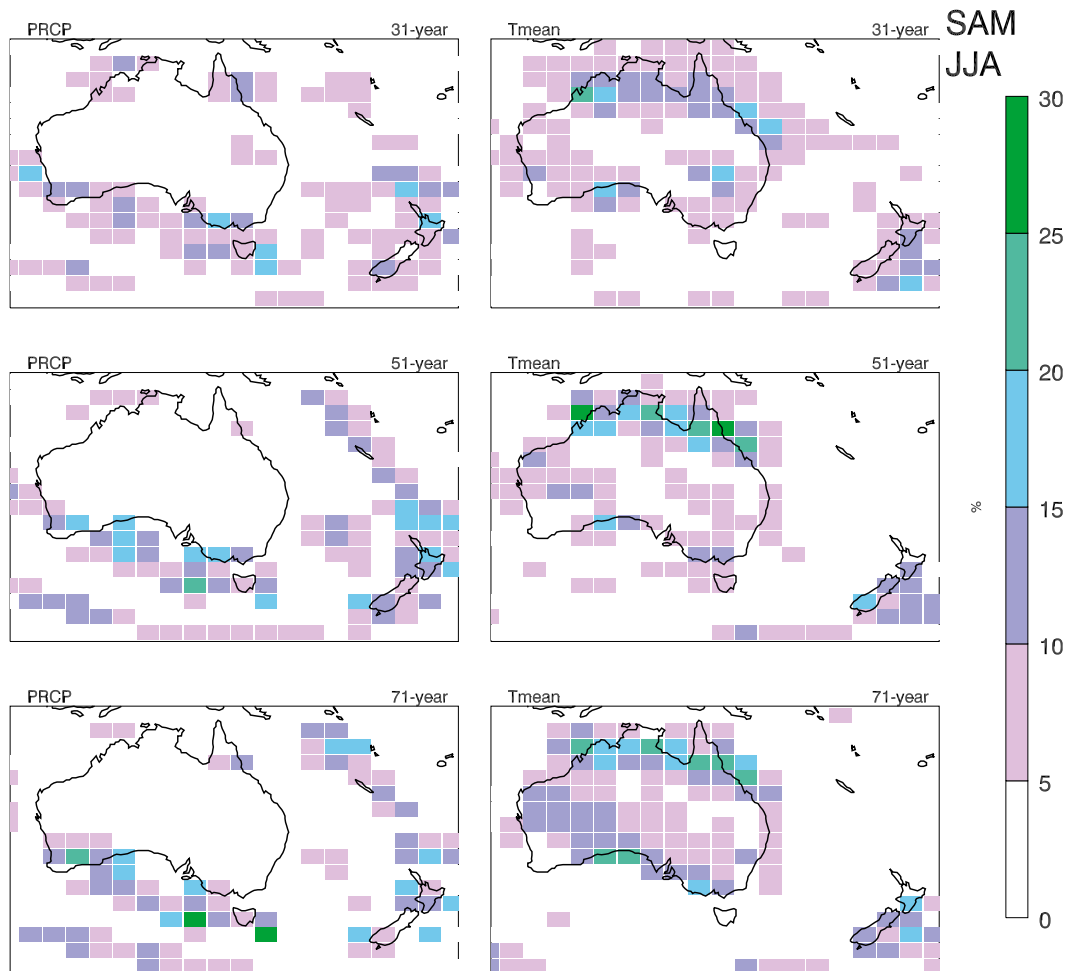 PRCP 31-year
Tmean 31-year
SAM
JJA
PRCP 51-year
Tmean 51-year
PRCP 71-year
Tmean 71-year
30
25
20
15
10
5
0
%